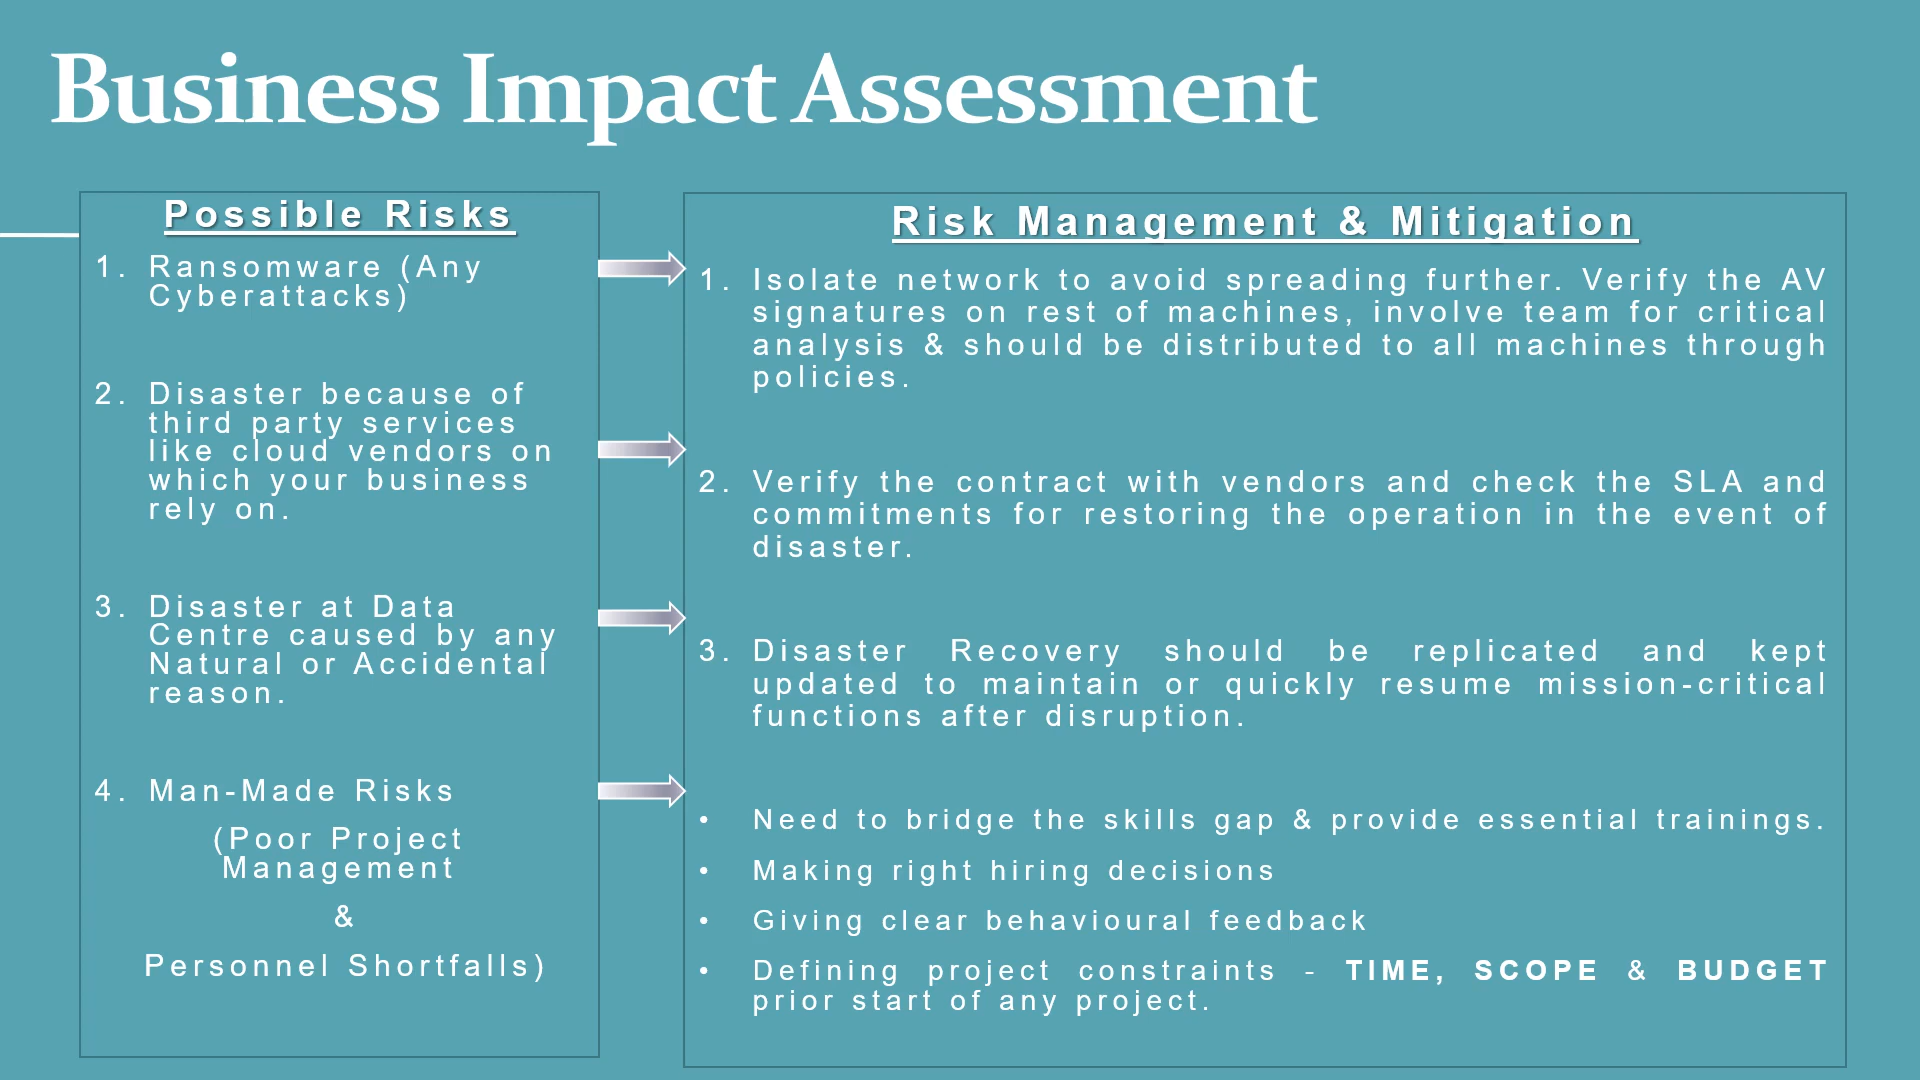 Business Impact Assessment
Possible Risks
1. Ransomware (Any
Cyberattacks)
2. Disaster because of
third party services
like cloud vendors on
which your business
rely on.
3. Disaster at Data
Centre caused by any
Natural or Accidental
reason.
4. Man-Made Risks
(Poor Project
Management
&
Personnel Shortfalls)
Risk Management & Mitigation
1. Isolate network to avoid spreading further. Verify the AV
signatures on rest of machines, involve team for critical
analysis & should be distributed to all machines through
policies.
2. Verify the contract with vendors and check the SLA and
commitments for restoring the operation in the event of
disaster.
3. Disaster Recovery should be replicated and kept
updated to maintain or quickly resume mission-critical
functions after disruption.
• Need to bridge the skills gap & provide essential trainings.
• Making right hiring decisions
• Giving clear behavioural feedback
• Defining project constraints - TIME, SCOPE & BUDGET
prior start of any project.